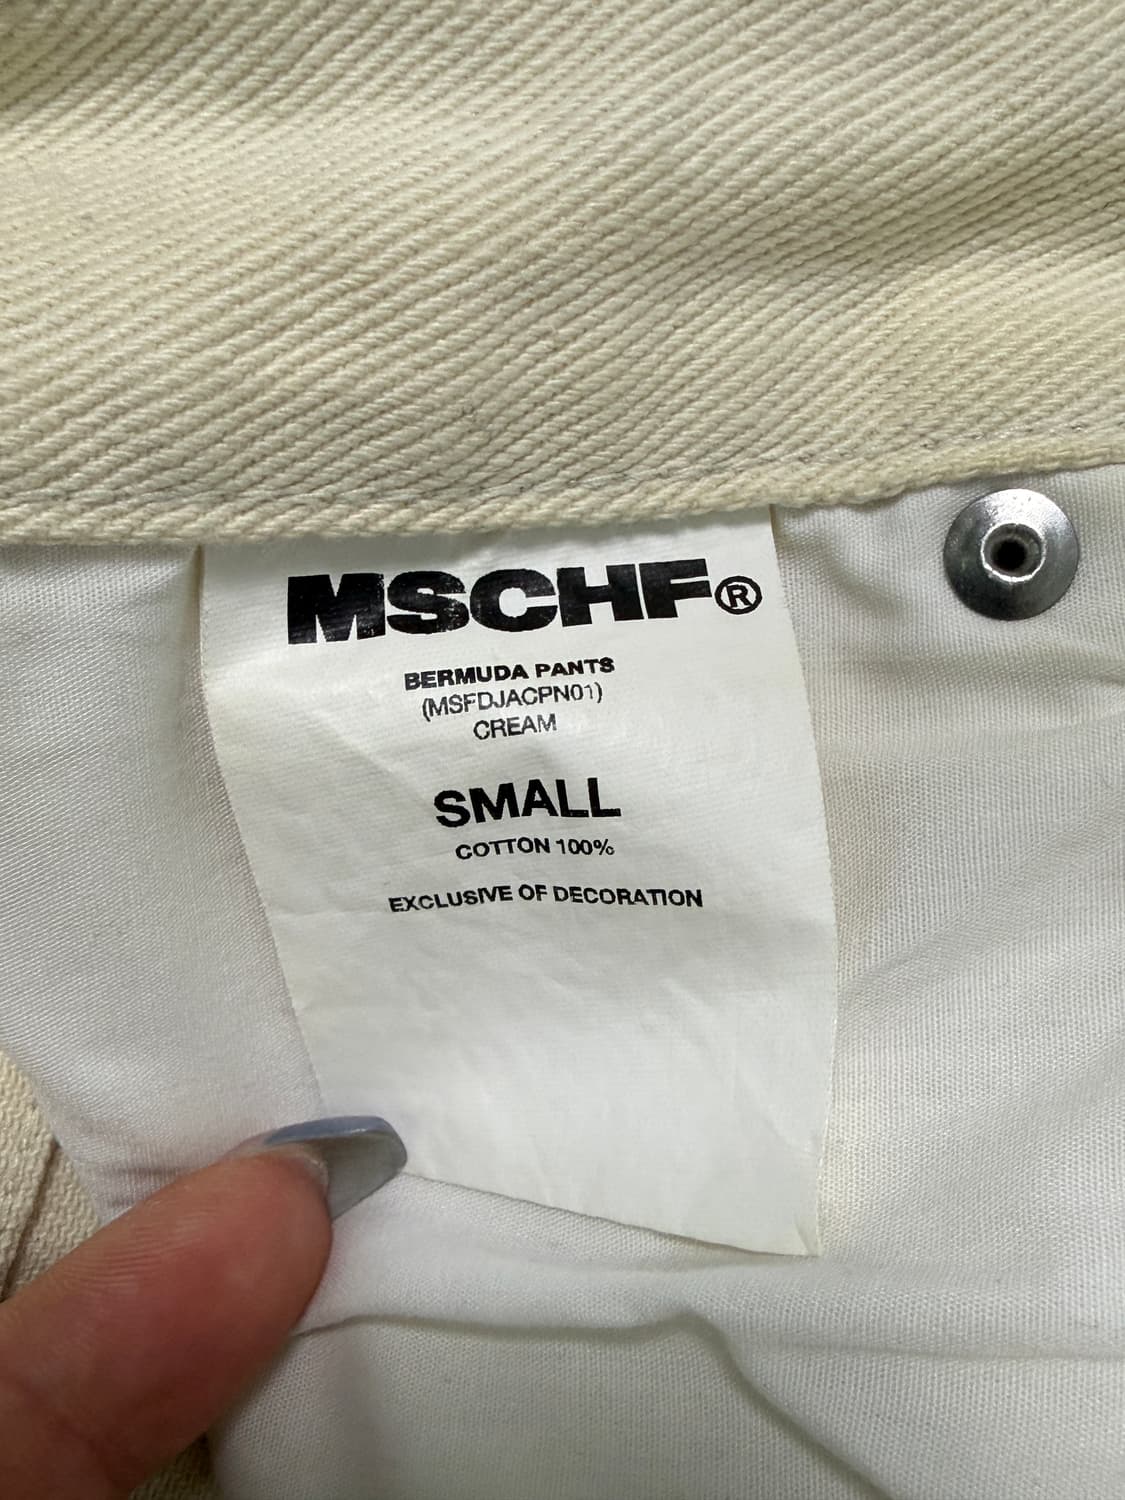 MSCHF®
BERMUDA PANTS
(MSFDJACPN01)
CREAM
SMALL
COTTON 100%
EXCLUSIVE OF DECORATION